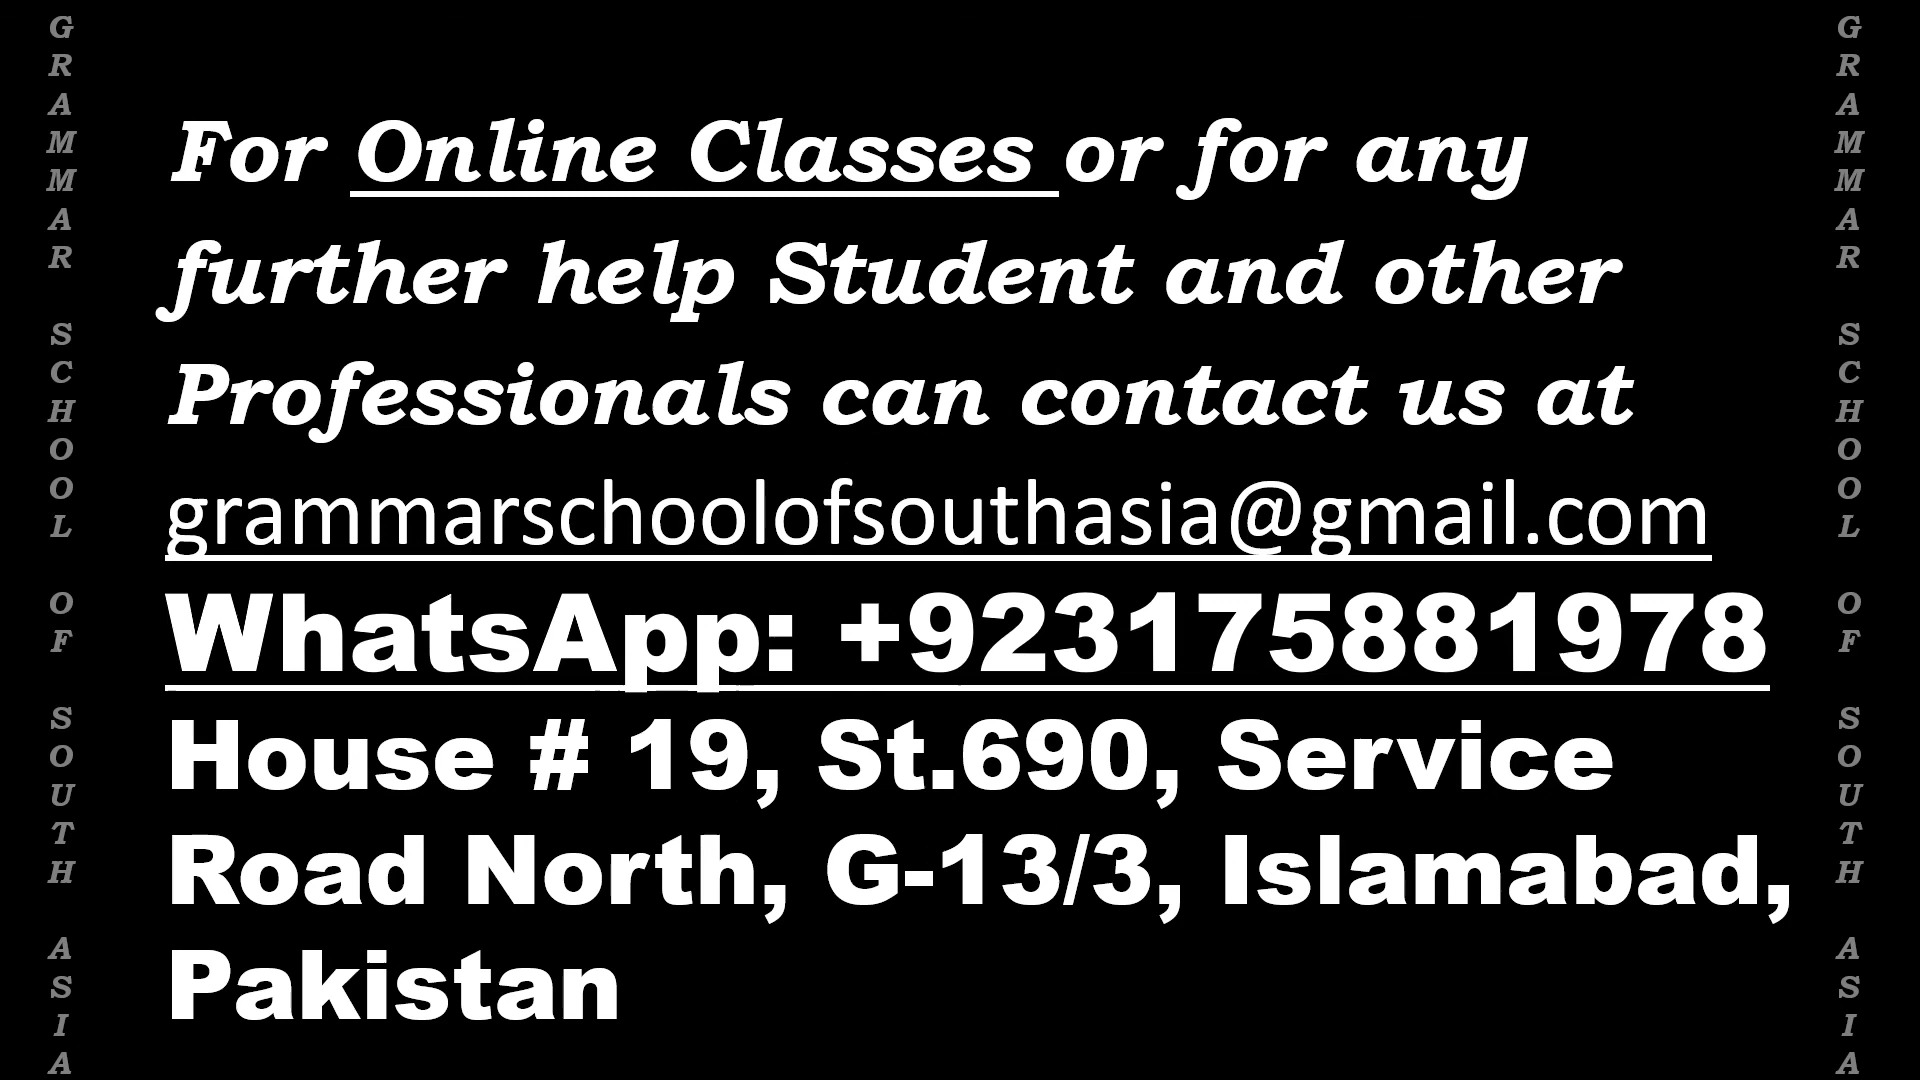 GRAMMAR SCHOOL OF SOUTH ASIA
For Online Classes or for any
further help Student and other
Professionals can contact us at
grammarschoolofsouthasia@gmail.com
WhatsApp: +923175881978
House # 19, St.690, Service
Road North, G-13/3, Islamabad,
Pakistan
GRAMMAR SCHOOL OF SOUTH ASIA